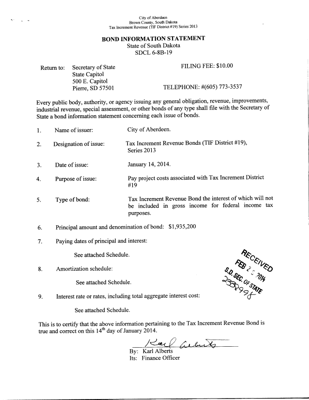 City of Aberdeen
Brown County, South Dakota
Tax Increment Revenue (TIF District #19) Series 2013
BOND INFORMATION STATEMENT
State of South Dakota
SDCL 6-8B-19
Return to: Secretary of State FILING FEE: $10.00
State Capitol
500 E. Capitol
Pierre, SD 57501 TELEPHONE: #(605) 773-3537
Every public body, authority, or agency issuing any general obligation, revenue, improvements,
industrial revenue, special assessment, or other bonds of any type shall file with the Secretary of
State a bond information statement concerning each issue of bonds.
1. Name of issuer: City of Aberdeen.
2. Designation of issue: Tax Increment Revenue Bonds (TIF District #19),
Series 2013
3. Date of issue: January 14, 2014.
4. Purpose of issue: Pay project costs associated with Tax Increment District
#19
5. Type of bond: Tax Increment Revenue Bond the interest of which will not
be included in gross income for federal income tax
purposes.
6. Principal amount and denomination of bond: $1,935,200
7. Paying dates of principal and interest:
See attached Schedule.
8. Amortization schedule:
See attached Schedule.
9. Interest rate or rates, including total aggregate interest cost:
See attached Schedule.
RECEIVED
FEB 2 2014
S.D. SEC. OF STATE
This is to certify that the above information pertaining to the Tax Increment Revenue Bond is
true and correct on this 14th day of January 2014.
Karl Alberts
By: Karl Alberts
Its: Finance Officer